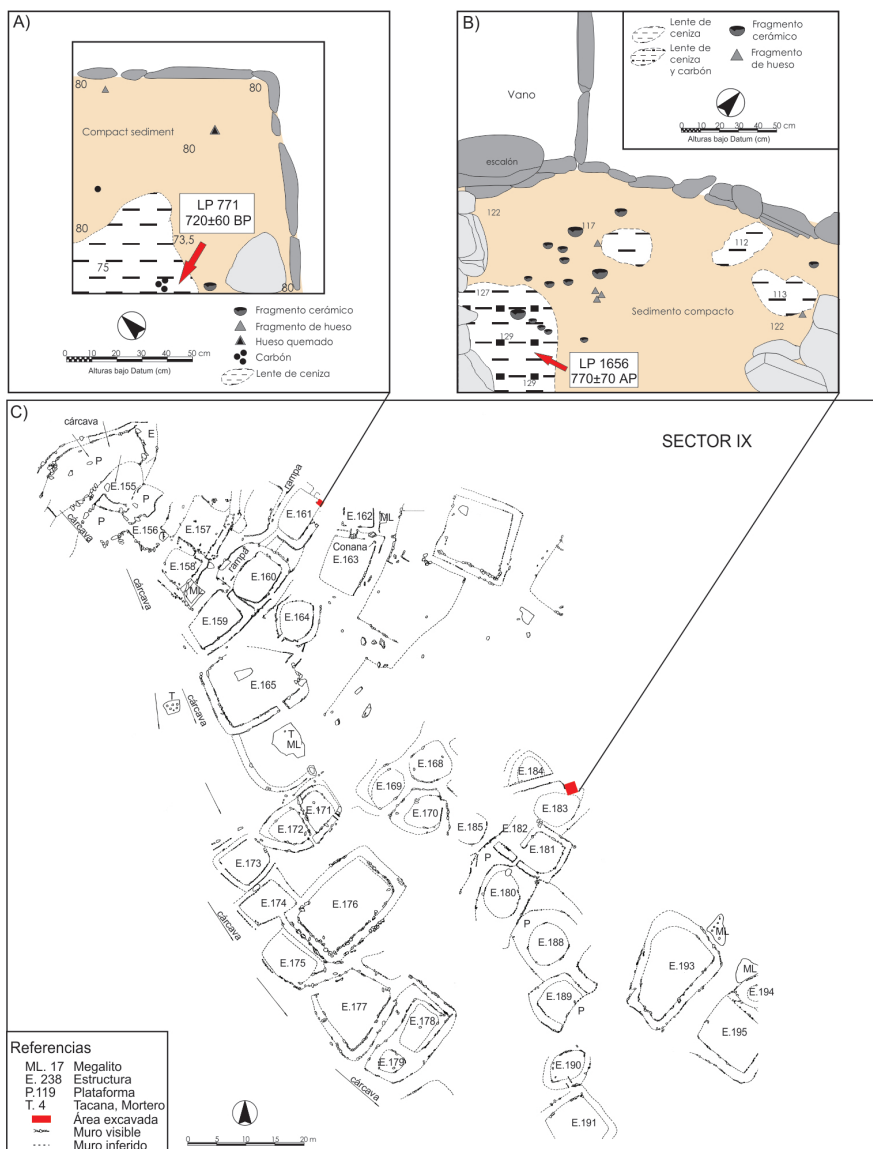 A)
80
80
Compact sediment
80
LP 771
720±60 BP
80
73,5
75
80
Fragmento cerámico
Fragmento de hueso
Hueso quemado
Carbón
Lente de ceniza
0 10 20 30 40 50 cm
Alturas bajo Datum (cm)
B)
Lente de
ceniza
Fragmento
cerámico
Lente de
ceniza
y carbón
Fragmento
de hueso
0 10 20 30 40 50 cm
Alturas bajo Datum (cm)
Vano
escalón
122
117
112
127
113
Sedimento compacto
122
129
129
LP 1656
770±70 AP
C)
SECTOR IX
cárcava
E
P
E.155
P
P
cárcava
E.156
E.157
rampa
E.161
E.162
ML
Conana
E.163
?
E.158
rampa
E.160
ML
cárcava
E.159
E.164
E.165
T
cárcava
T
ML
E.168
E.184
E.169
E.183
E.171
E.170
E.172
E.185
E.182
E.181
P
E.173
E.180
E.174
E.176
P
cárcava
E.188
ML
E.193
E.175
ML
E.194
E.189
P
E.177
E.178
E.195
E.179
cárcava
E.190
E.191
Referencias
ML. 17 Megalito
E. 238 Estructura
P.119 Plataforma
T. 4 Tacana, Mortero
Área excavada
Muro visible
Muro inferido
0 5 10 15 20 m